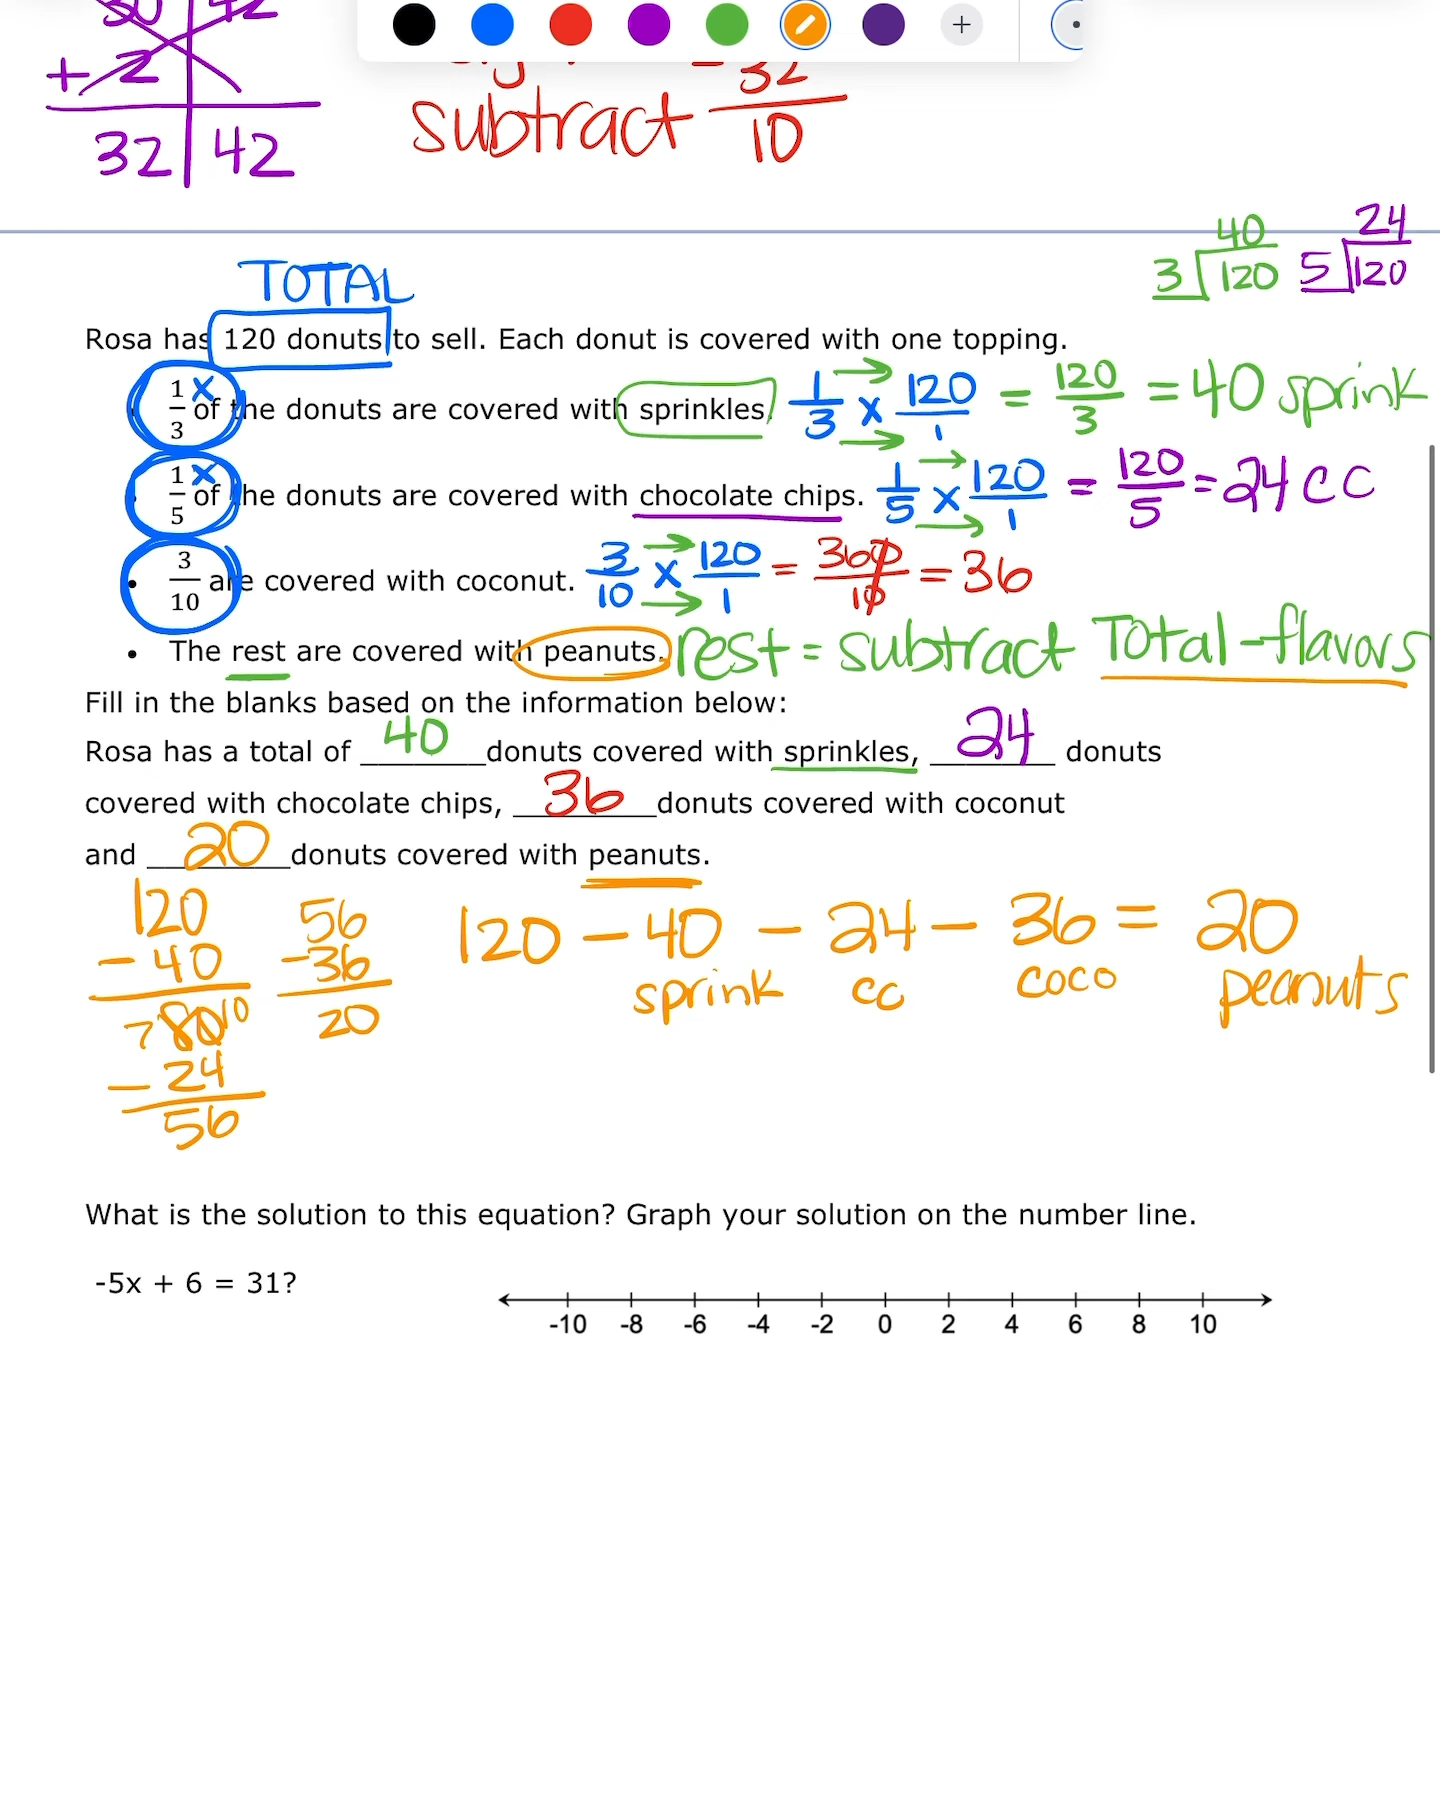 30 42
+ 2
32 42
subtract
32
10
40
3 120
24
5 120
TOTAL
Rosa has 120 donuts to sell. Each donut is covered with one topping.
1/3 x of the donuts are covered with sprinkles. 1/3 x 120/1 = 120/3 = 40 sprink
1/5 x of the donuts are covered with chocolate chips. 1/5 x 120/1 = 120/5 = 24 CC
• 3/10 are covered with coconut. 3/10 x 120/1 = 360/10 = 36
• The rest are covered with peanuts. rest = subtract Total - flavors
Fill in the blanks based on the information below:
Rosa has a total of 40 donuts covered with sprinkles, 24 donuts
covered with chocolate chips, 36 donuts covered with coconut
and 20 donuts covered with peanuts.
120
- 40
7 80 10
- 24
56
56
-36
20
120 - 40 - 24 - 36 = 20
sprink cc coco peanuts
What is the solution to this equation? Graph your solution on the number line.
-5x + 6 = 31?
-10 -8 -6 -4 -2 0 2 4 6 8 10